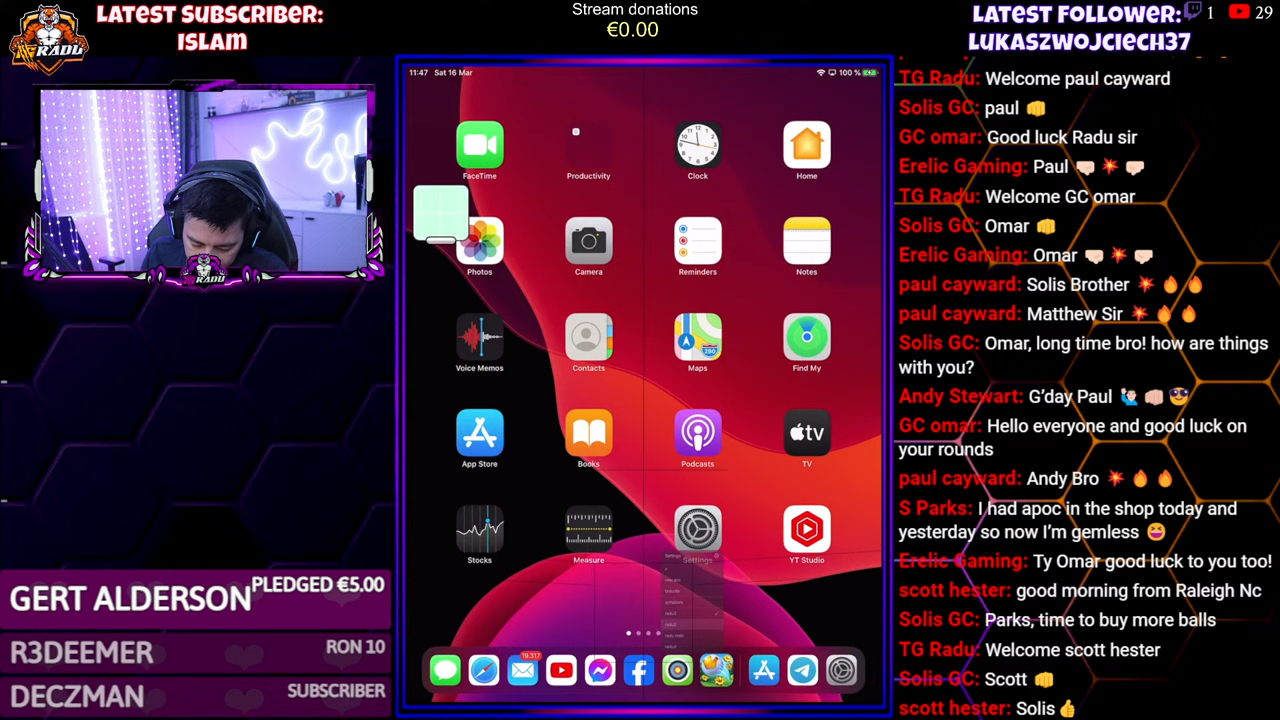 LATEST SUBSCRIBER:
ISLAM
RADU
RADU
Stream donations
€0.00
LATEST FOLLOWER:
LUKASZWOJCIECH37
1
29
11:47 Sat 16 Mar
100 %
FaceTime
Productivity
Clock
Home
Photos
Camera
Reminders
Notes
Voice Memos
Contacts
Maps
280
Find My
App Store
Books
Podcasts
tv
TV
Stocks
Measure
Settings
YT Studio
Settings
19.317
GERT ALDERSON PLEDGED €5.00
R3DEEMER RON 10
DECZMAN SUBSCRIBER
TG Radu: Welcome paul cayward
Solis GC: paul 👊
GC omar: Good luck Radu sir
Erelic Gaming: Paul 🤜🏻 💥 🤛🏻
TG Radu: Welcome GC omar
Solis GC: Omar 👊
Erelic Gaming: Omar 🤜🏻 💥 🤛🏻
paul cayward: Solis Brother 💥 🔥 🔥
paul cayward: Matthew Sir 💥 🔥 🔥
Solis GC: Omar, long time bro! how are things
with you?
Andy Stewart: G’day Paul 🙋🏻‍♂️ 👊🏻 😎
GC omar: Hello everyone and good luck on
your rounds
paul cayward: Andy Bro 💥 🔥 🔥
S Parks: I had apoc in the shop today and
yesterday so now I’m gemless 😆
Erelic Gaming: Ty Omar good luck to you too!
scott hester: good morning from Raleigh Nc
Solis GC: Parks, time to buy more balls
TG Radu: Welcome scott hester
Solis GC: Scott 👊
scott hester: Solis 👍